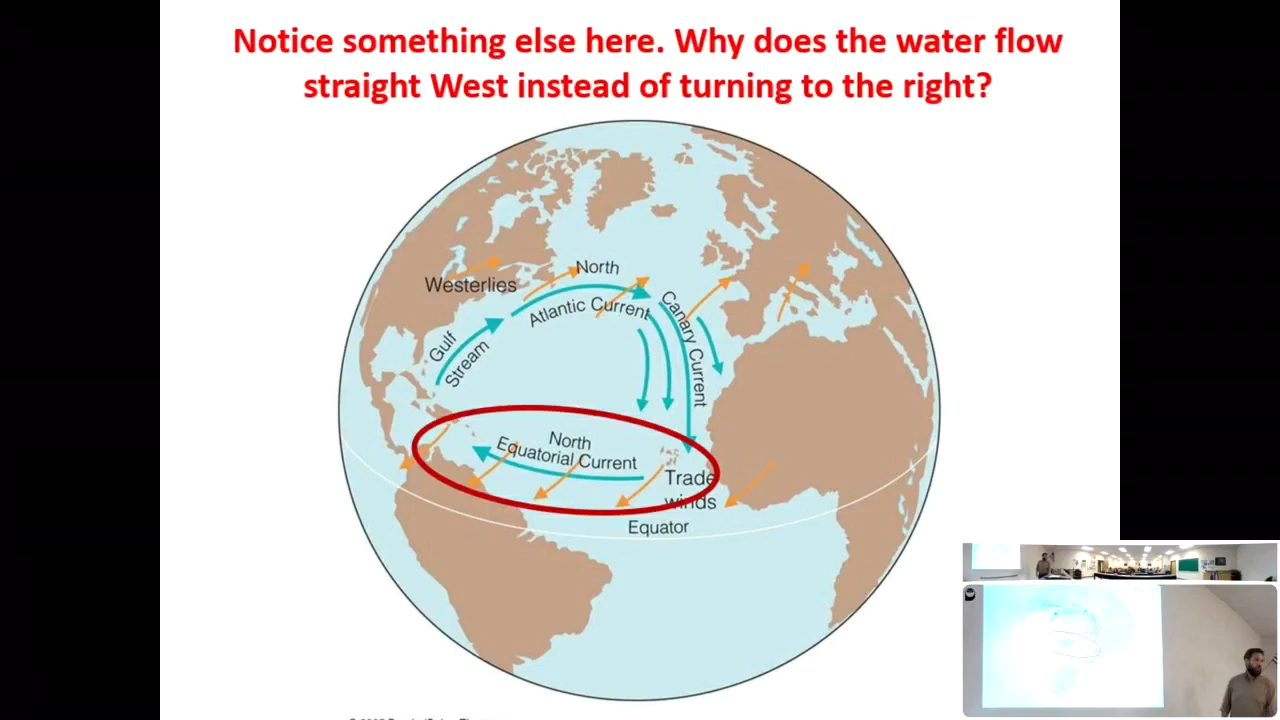 Notice something else here. Why does the water flow
straight West instead of turning to the right?
Westerlies
North
Atlantic Current
Gulf
Stream
Canary Current
North
Equatorial Current
Trade
winds
Equator